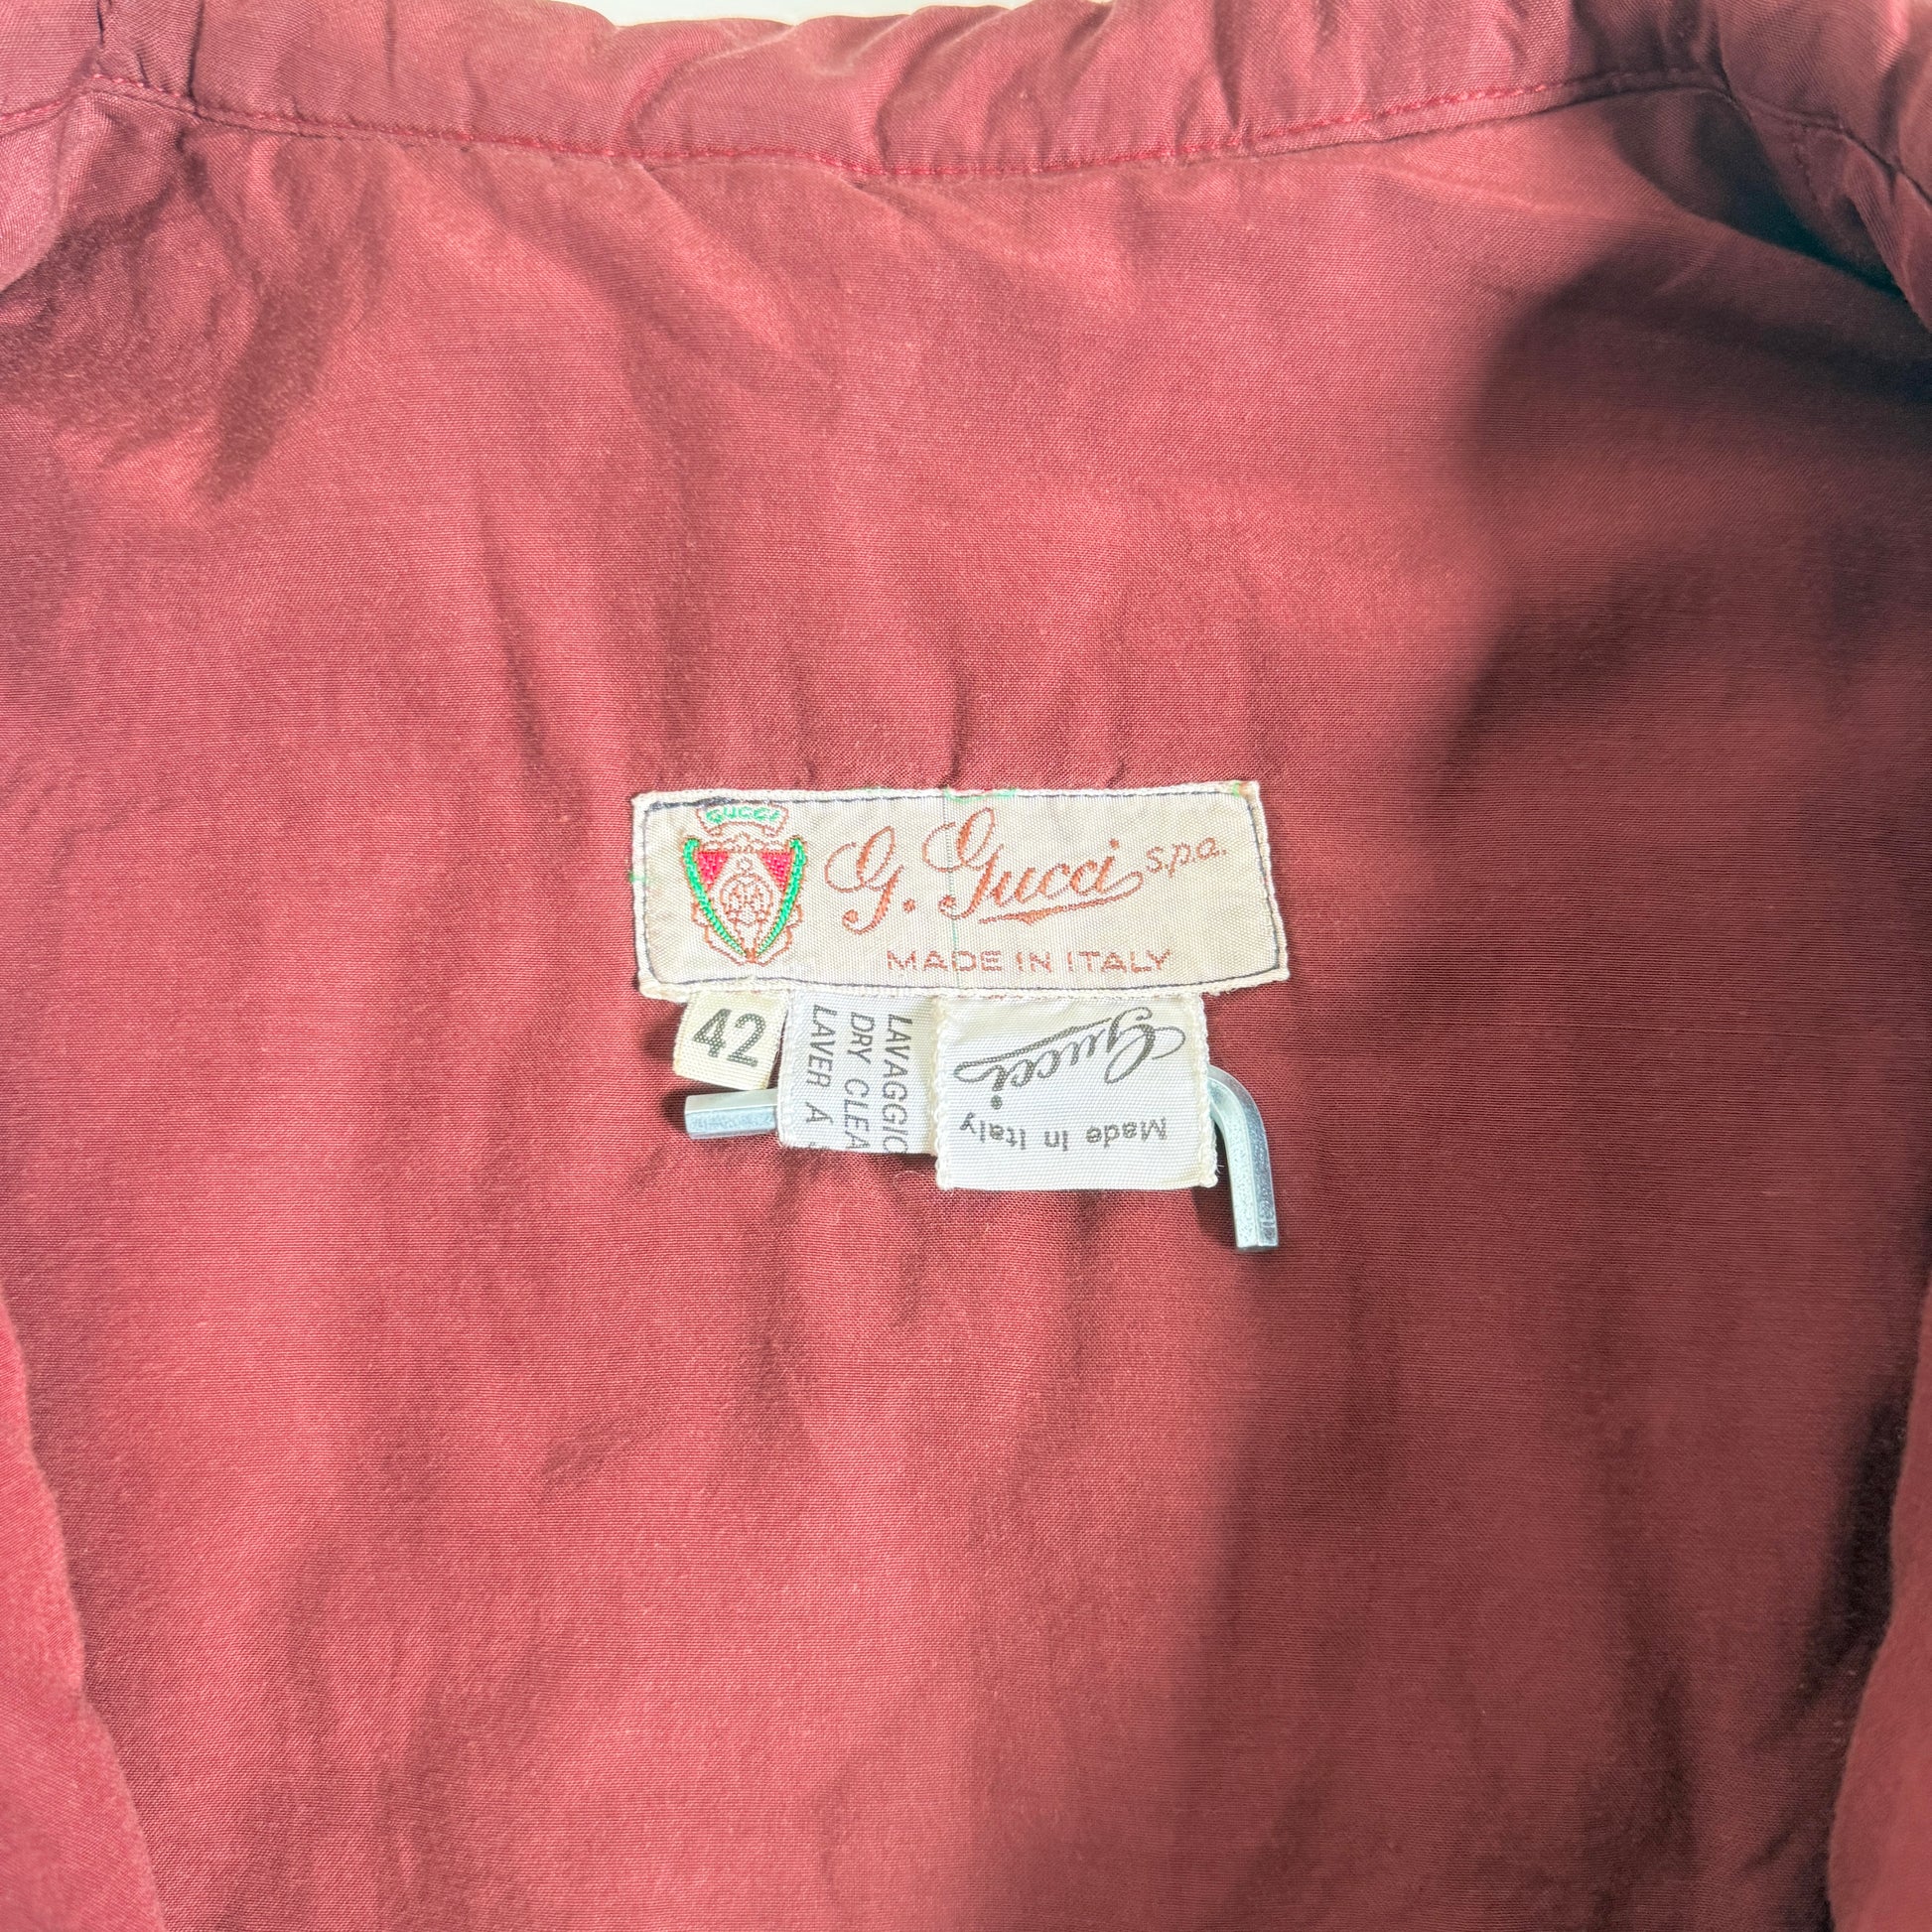 GUCCI
G. Gucci s.p.a.
MADE IN ITALY
42
LAVAGGIO
DRY CLEA
LAVER A
Gucci
Made in Italy